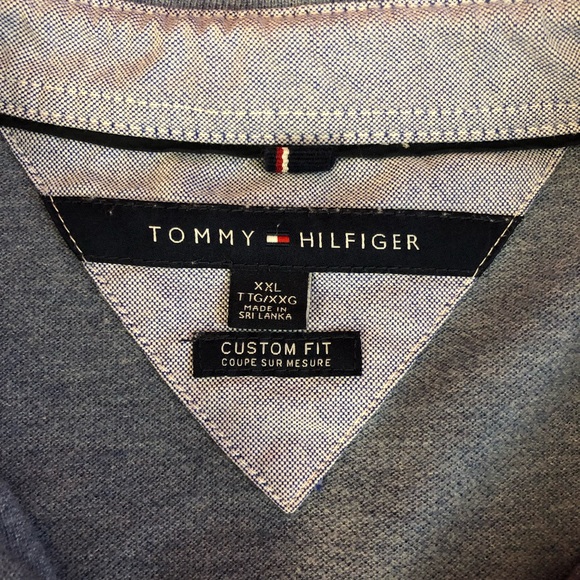 TOMMY HILFIGER
XXL
TTG/XXG
MADE IN
SRI LANKA
CUSTOM FIT
COUPE SUR MESURE